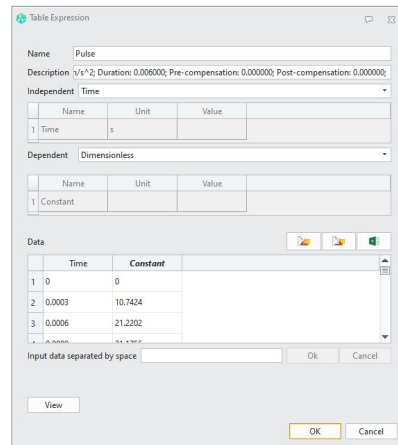 Table Expression
Name Pulse
Description /s^2; Duration: 0.006000; Pre-compensation: 0.000000; Post-compensation: 0.000000;
Independent Time
Name Unit Value
1 Time s
Dependent Dimensionless
Name Unit Value
1 Constant
Data
Time Constant
1 0 0
2 0.0003 10.7424
3 0.0006 21.2202
Input data separated by space Ok Cancel
View
OK Cancel